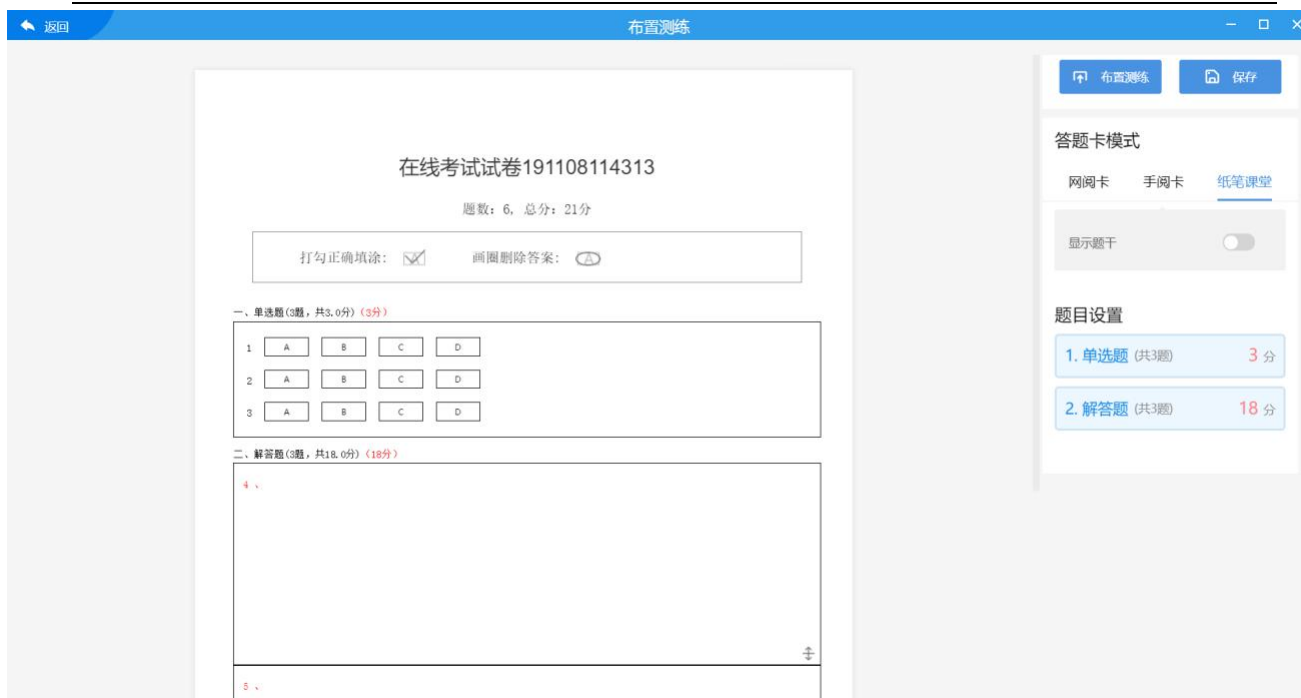 返回
布置测练
布置测练
保存
答题卡模式
网阅卡 手阅卡 纸笔课堂
显示题干
题目设置
1. 单选题 (共3题) 3 分
2. 解答题 (共3题) 18 分
在线考试试卷191108114313
题数: 6, 总分: 21分
打勾正确填涂: 画圈删除答案: A
一、单选题(3题，共3.0分)（3分）
1 A B C D
2 A B C D
3 A B C D
二、解答题(3题，共18.0分)（18分）
4 、
5 、